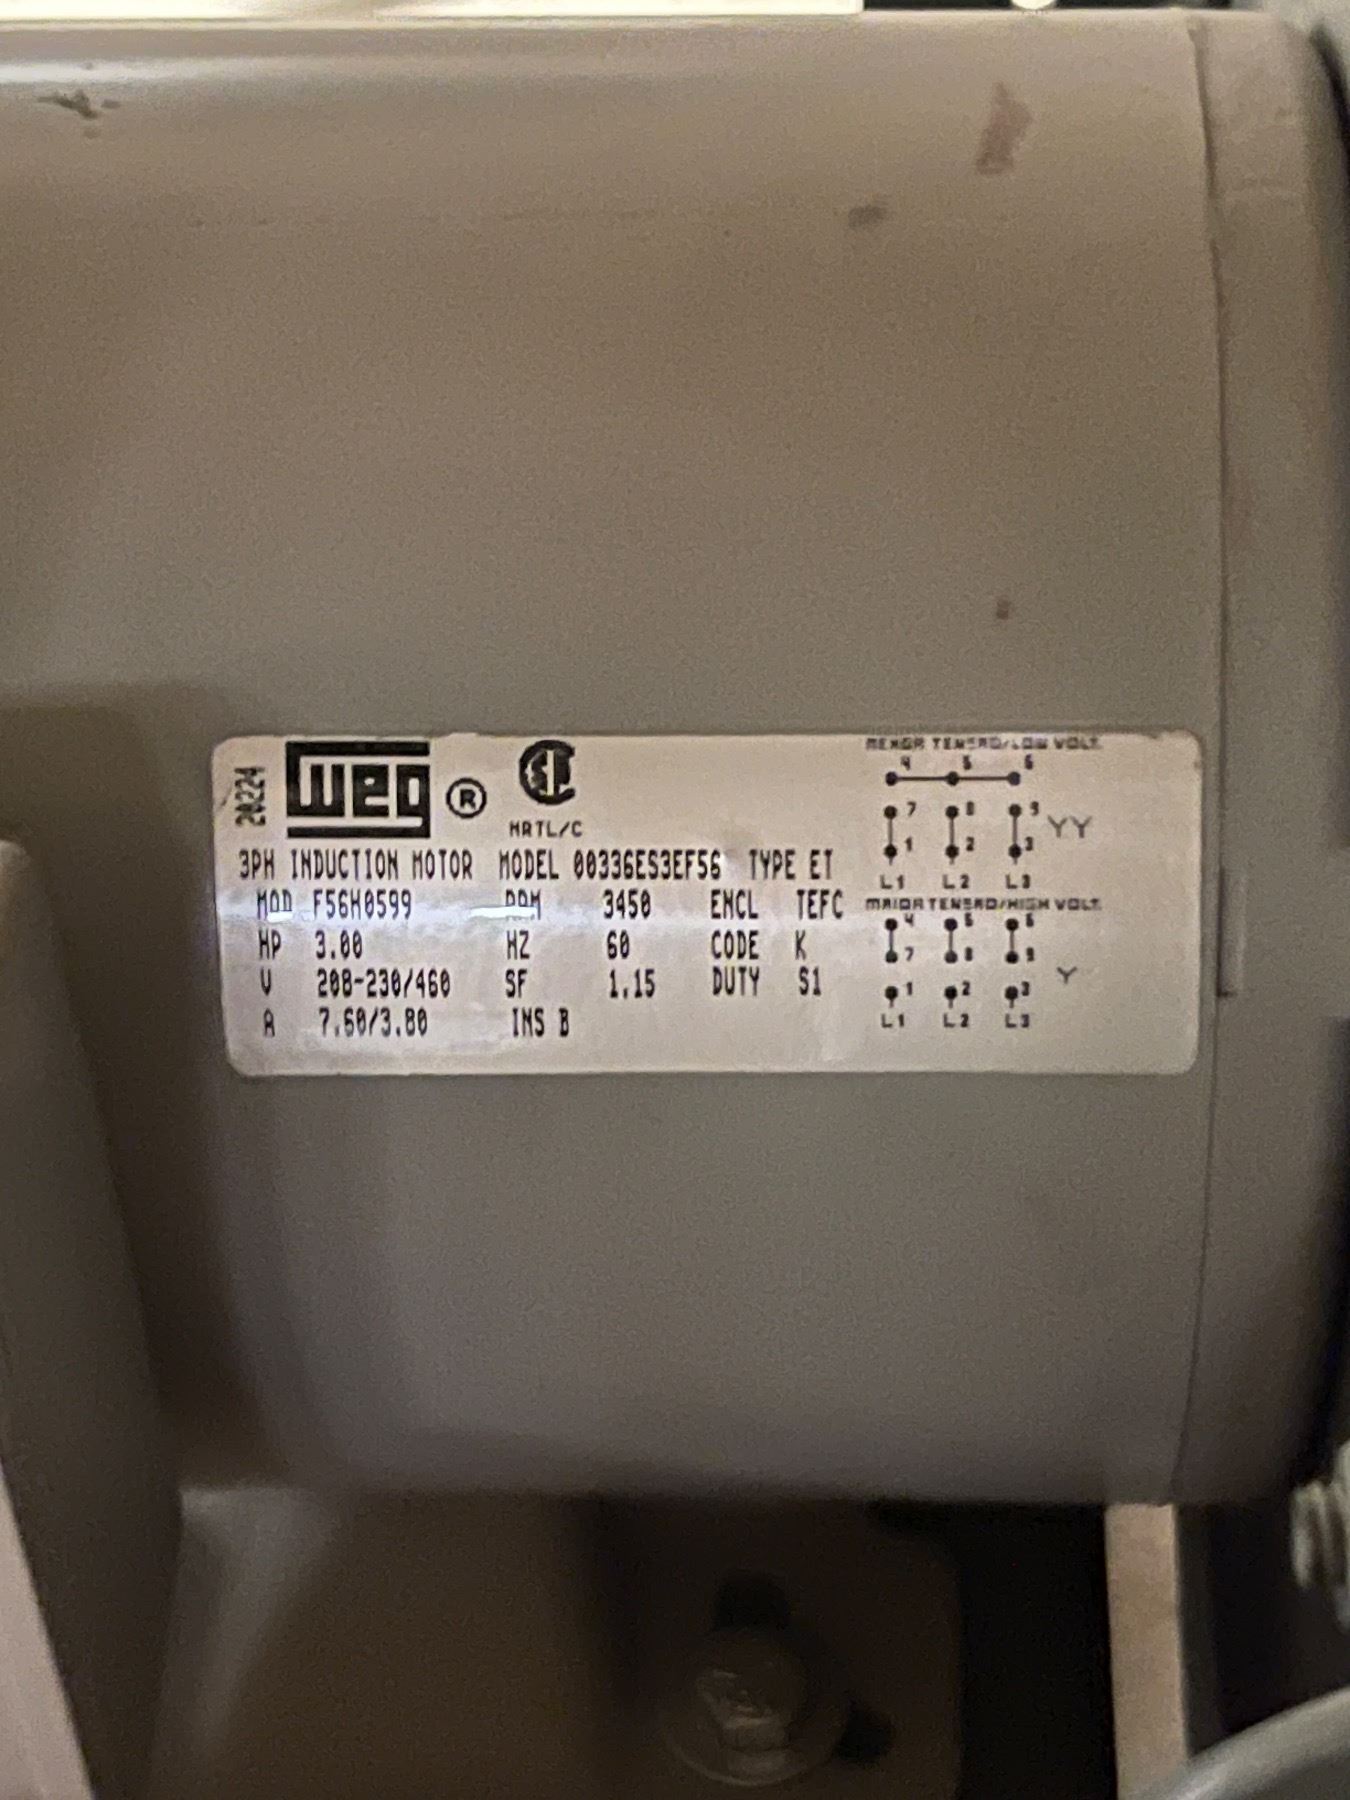 20224
WEG ®
NRTL/C
3PH INDUCTION MOTOR MODEL 00336ES3EF56 TYPE ET
MOD F56H0599 RPM 3450 ENCL TEFC
HP 3.00 HZ 60 CODE K
V 208-230/460 SF 1.15 DUTY S1
A 7.60/3.80 INS B
MENOR TENSAO/LOW VOLT.
4 5 6
7 8 9 YY
1 2 3
L1 L2 L3
MAIOR TENSAO/HIGH VOLT.
4 5 6
7 8 9 Y
1 2 3
L1 L2 L3